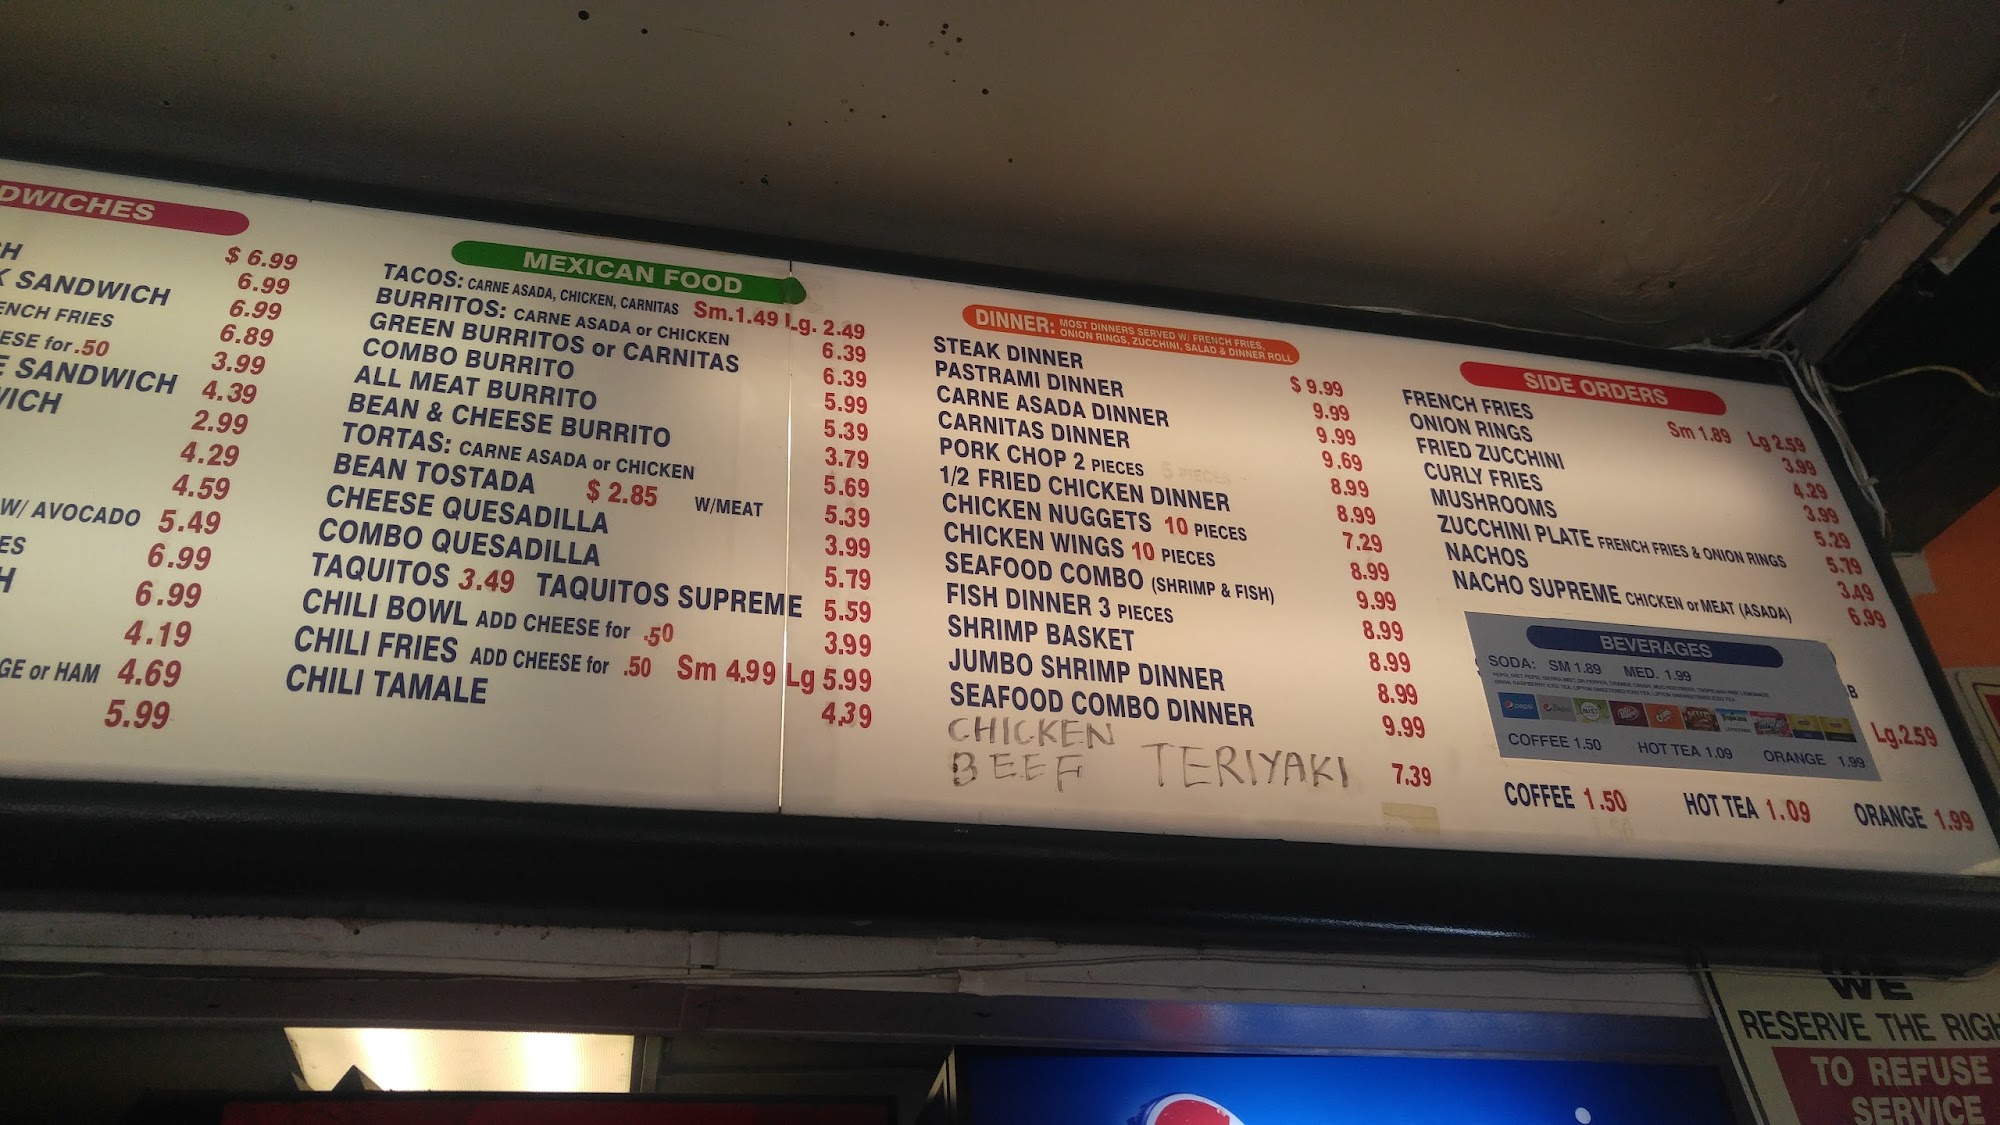 DWICHES
H $ 6.99
K SANDWICH 6.99
ENCH FRIES 6.99
EESE for .50 6.89
E SANDWICH 3.99
WICH 4.39
2.99
4.29
4.59
W/ AVOCADO 5.49
ES 6.99
H 6.99
4.19
GE or HAM 4.69
5.99
MEXICAN FOOD
TACOS: CARNE ASADA, CHICKEN, CARNITAS Sm. 1.49 Lg. 2.49
BURRITOS: CARNE ASADA or CHICKEN 6.39
GREEN BURRITOS or CARNITAS 6.39
COMBO BURRITO 5.99
ALL MEAT BURRITO 5.39
BEAN & CHEESE BURRITO 3.79
TORTAS: CARNE ASADA or CHICKEN 5.69
BEAN TOSTADA $ 2.85 W/MEAT 5.39
CHEESE QUESADILLA 3.99
COMBO QUESADILLA 5.79
TAQUITOS 3.49 TAQUITOS SUPREME 5.59
CHILI BOWL ADD CHEESE for .50 3.99
CHILI FRIES ADD CHEESE for .50 Sm 4.99 Lg 5.99
CHILI TAMALE 4.39
DINNER: MOST DINNERS SERVED W/ FRENCH FRIES,
ONION RINGS, ZUCCHINI, SALAD & DINNER ROLL
STEAK DINNER $ 9.99
PASTRAMI DINNER 9.99
CARNE ASADA DINNER 9.99
CARNITAS DINNER 9.69
PORK CHOP 2 PIECES 5 PIECES 8.99
1/2 FRIED CHICKEN DINNER 8.99
CHICKEN NUGGETS 10 PIECES 7.29
CHICKEN WINGS 10 PIECES 8.99
SEAFOOD COMBO (SHRIMP & FISH) 9.99
FISH DINNER 3 PIECES 8.99
SHRIMP BASKET 8.99
JUMBO SHRIMP DINNER 8.99
SEAFOOD COMBO DINNER 9.99
CHICKEN
BEEF TERIYAKI 7.39
SIDE ORDERS
FRENCH FRIES Sm 1.89 Lg 2.59
ONION RINGS 3.99
FRIED ZUCCHINI 4.29
CURLY FRIES 3.99
MUSHROOMS 5.29
ZUCCHINI PLATE FRENCH FRIES & ONION RINGS 5.79
NACHOS 3.49
NACHO SUPREME CHICKEN or MEAT (ASADA) 6.99
BEVERAGES
SODA: SM 1.89 MED. 1.99
pepsi
COFFEE 1.50 HOT TEA 1.09 ORANGE 1.99
B
Lg. 2.59
COFFEE 1.50 HOT TEA 1.09 ORANGE 1.99
WE
RESERVE THE RIGH
TO REFUSE
SERVICE